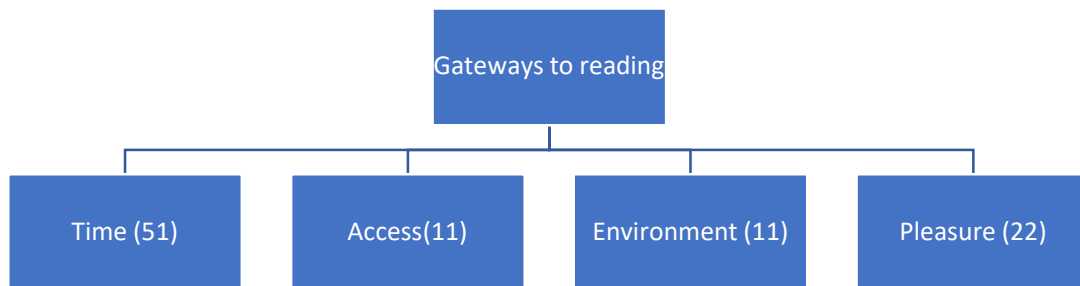 Gateways to reading
Time (51)
Access(11)
Environment (11)
Pleasure (22)